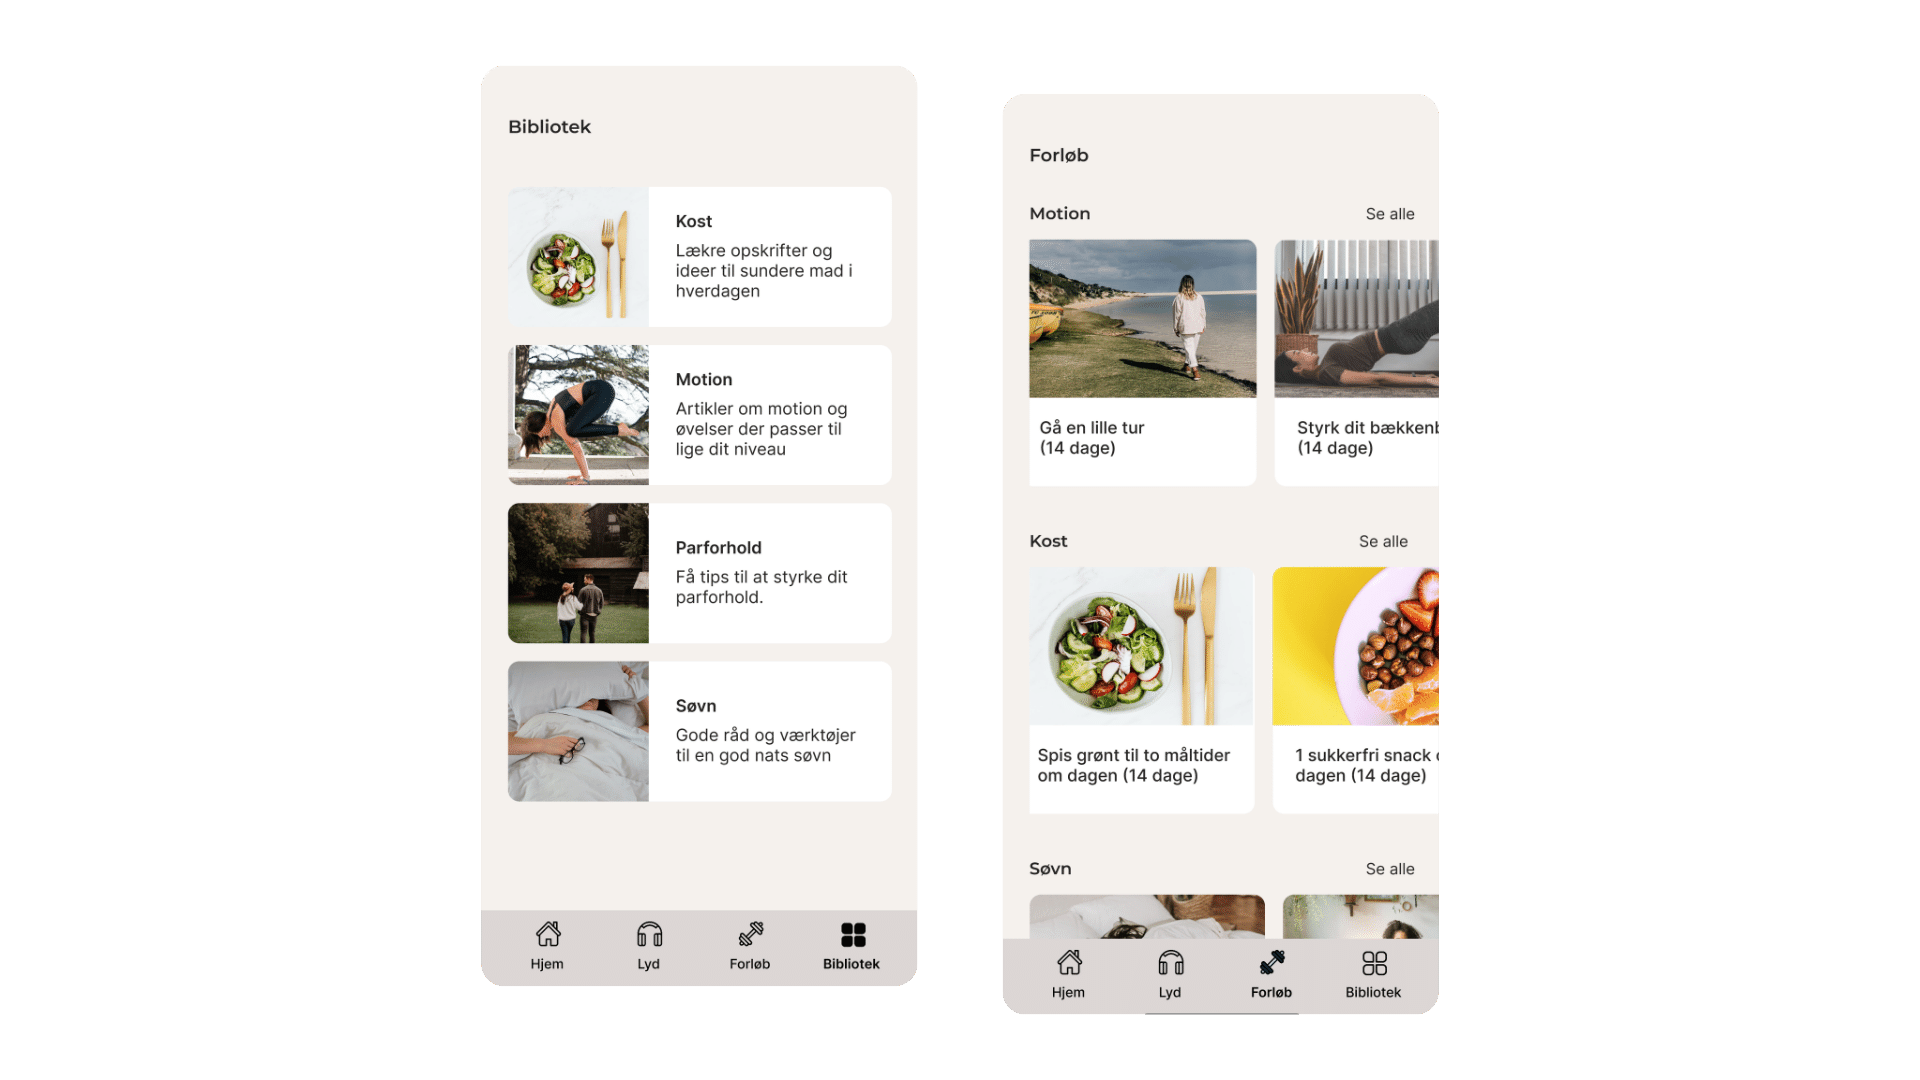 Bibliotek
Kost
Lækre opskrifter og
ideer til sundere mad i
hverdagen
Motion
Artikler om motion og
øvelser der passer til
lige dit niveau
Parforhold
Få tips til at styrke dit
parforhold.
Søvn
Gode råd og værktøjer
til en god nats søvn
Hjem Lyd Forløb Bibliotek
Forløb
Motion Se alle
Gå en lille tur
(14 dage)
Styrk dit
(14 dage)
Kost Se alle
Spis grønt til to måltider
om dagen (14 dage)
1 sukkerfri snack
dagen (14 dage)
Søvn Se alle
Hjem Lyd Forløb Bibliotek